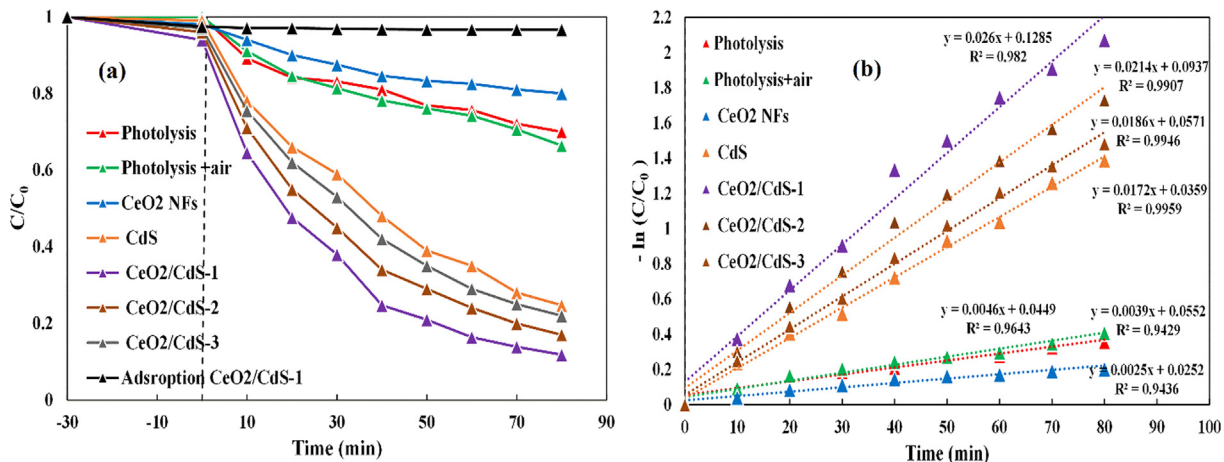 1
0.8
0.6
0.4
0.2
0
C/C0
(a)
Photolysis
Photolysis +air
CeO2 NFs
CdS
CeO2/CdS-1
CeO2/CdS-2
CeO2/CdS-3
Adsroption CeO2/CdS-1
-30 -10 10 30 50 70 90
Time (min)
2.2
2
1.8
1.6
1.4
1.2
1
0.8
0.6
0.4
0.2
0
- ln (C/C0)
(b)
Photolysis
Photolysis+air
CeO2 NFs
CdS
CeO2/CdS-1
CeO2/CdS-2
CeO2/CdS-3
y = 0.026x + 0.1285
R² = 0.982
y = 0.0214x + 0.0937
R² = 0.9907
y = 0.0186x + 0.0571
R² = 0.9946
y = 0.0172x + 0.0359
R² = 0.9959
y = 0.0046x + 0.0449
R² = 0.9643
y = 0.0039x + 0.0552
R² = 0.9429
y = 0.0025x + 0.0252
R² = 0.9436
0 10 20 30 40 50 60 70 80 90 100
Time (min)